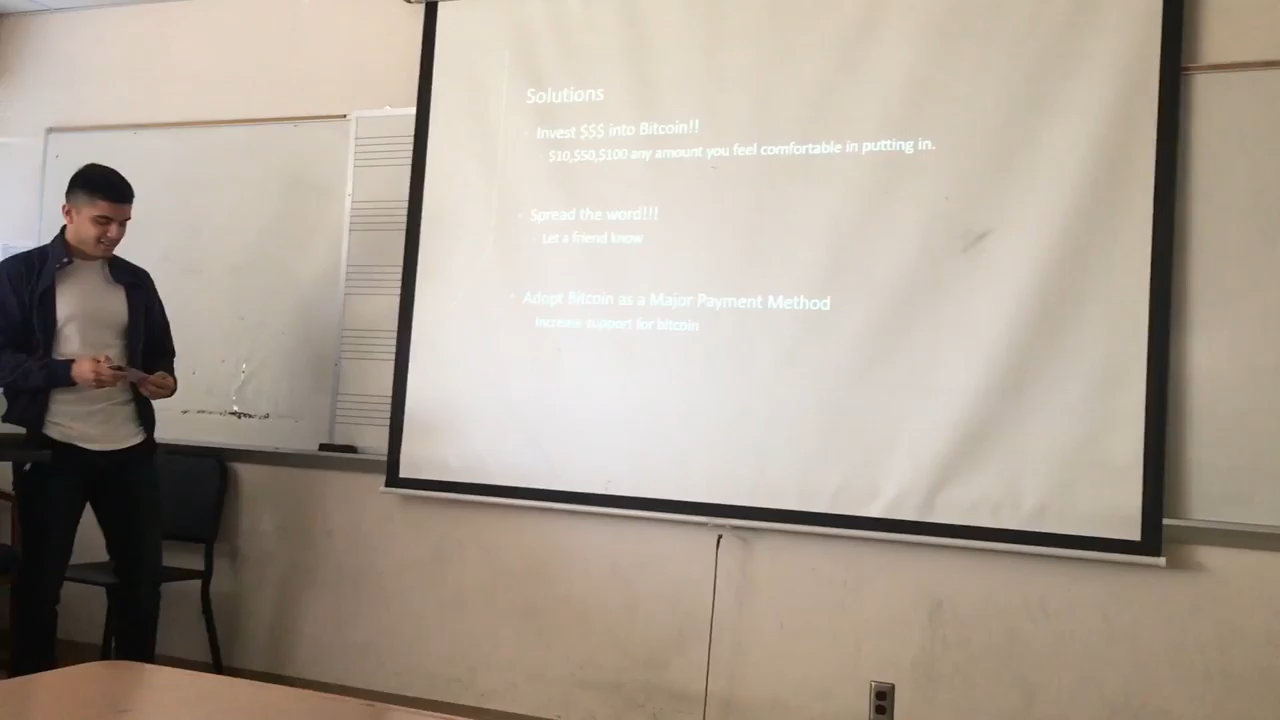 Solutions
Invest $$$ into Bitcoin!!
$10,$50,$100 any amount you feel comfortable in putting in.
Spread the word!!!
Let a friend know
Adopt Bitcoin as a Major Payment Method
Increase support for bitcoin